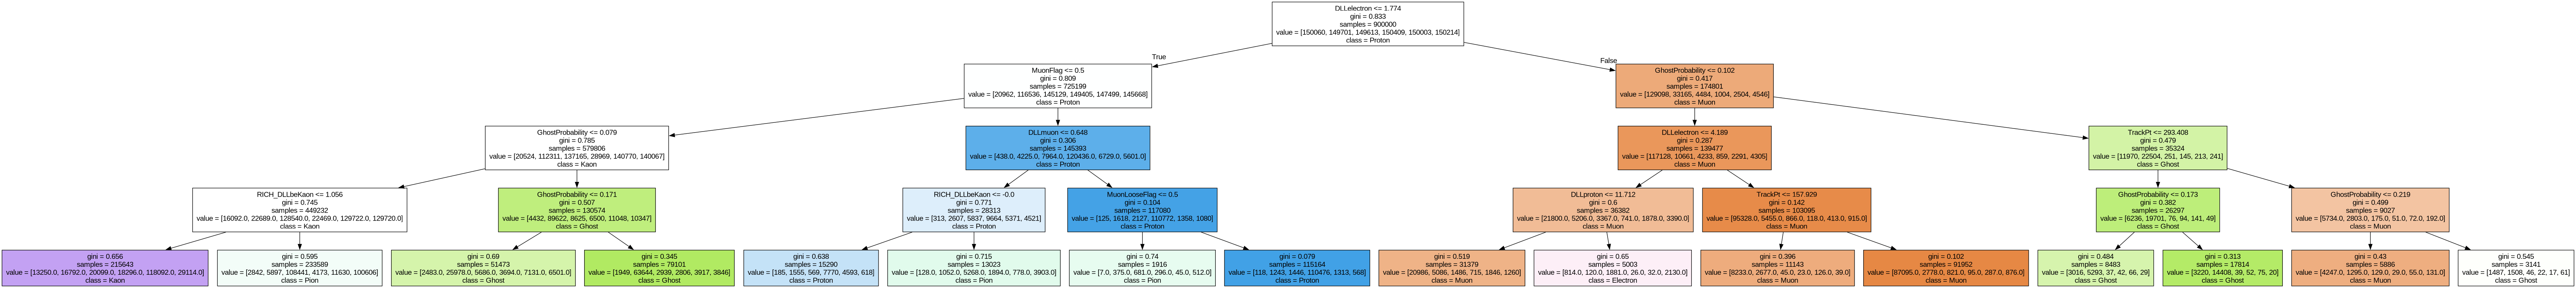 DLLelectron <= 1.774
gini = 0.833
samples = 900000
value = [150060, 149701, 149613, 150409, 150003, 150214]
class = Proton
True
False
MuonFlag <= 0.5
gini = 0.809
samples = 725199
value = [20962, 116536, 145129, 149405, 147499, 145668]
class = Proton
GhostProbability <= 0.102
gini = 0.417
samples = 174801
value = [129098, 33165, 4484, 1004, 2504, 4546]
class = Muon
GhostProbability <= 0.079
gini = 0.785
samples = 579806
value = [20524, 112311, 137165, 28969, 140770, 140067]
class = Kaon
DLLmuon <= 0.648
gini = 0.306
samples = 145393
value = [438.0, 4225.0, 7964.0, 120436.0, 6729.0, 5601.0]
class = Proton
DLLelectron <= 4.189
gini = 0.287
samples = 139477
value = [117128, 10661, 4233, 859, 2291, 4305]
class = Muon
TrackPt <= 293.408
gini = 0.479
samples = 35324
value = [11970, 22504, 251, 145, 213, 241]
class = Ghost
RICH_DLLbeKaon <= 1.056
gini = 0.745
samples = 449232
value = [16092.0, 22689.0, 128540.0, 22469.0, 129722.0, 129720.0]
class = Kaon
GhostProbability <= 0.171
gini = 0.507
samples = 130574
value = [4432, 89622, 8625, 6500, 11048, 10347]
class = Ghost
RICH_DLLbeKaon <= -0.0
gini = 0.771
samples = 28313
value = [313, 2607, 5837, 9664, 5371, 4521]
class = Proton
MuonLooseFlag <= 0.5
gini = 0.104
samples = 117080
value = [125, 1618, 2127, 110772, 1358, 1080]
class = Proton
DLLproton <= 11.712
gini = 0.6
samples = 36382
value = [21800.0, 5206.0, 3367.0, 741.0, 1878.0, 3390.0]
class = Muon
TrackPt <= 157.929
gini = 0.142
samples = 103095
value = [95328.0, 5455.0, 866.0, 118.0, 413.0, 915.0]
class = Muon
GhostProbability <= 0.173
gini = 0.382
samples = 26297
value = [6236, 19701, 76, 94, 141, 49]
class = Ghost
GhostProbability <= 0.219
gini = 0.499
samples = 9027
value = [5734.0, 2803.0, 175.0, 51.0, 72.0, 192.0]
class = Muon
gini = 0.656
samples = 215643
value = [13250.0, 16792.0, 20099.0, 18296.0, 118092.0, 29114.0]
class = Kaon
gini = 0.595
samples = 233589
value = [2842, 5897, 108441, 4173, 11630, 100606]
class = Pion
gini = 0.69
samples = 51473
value = [2483.0, 25978.0, 5686.0, 3694.0, 7131.0, 6501.0]
class = Ghost
gini = 0.345
samples = 79101
value = [1949, 63644, 2939, 2806, 3917, 3846]
class = Ghost
gini = 0.638
samples = 15290
value = [185, 1555, 569, 7770, 4593, 618]
class = Proton
gini = 0.715
samples = 13023
value = [128.0, 1052.0, 5268.0, 1894.0, 778.0, 3903.0]
class = Pion
gini = 0.74
samples = 1916
value = [7.0, 375.0, 681.0, 296.0, 45.0, 512.0]
class = Pion
gini = 0.079
samples = 115164
value = [118, 1243, 1446, 110476, 1313, 568]
class = Proton
gini = 0.519
samples = 31379
value = [20986, 5086, 1486, 715, 1846, 1260]
class = Muon
gini = 0.65
samples = 5003
value = [814.0, 120.0, 1881.0, 26.0, 32.0, 2130.0]
class = Electron
gini = 0.396
samples = 11143
value = [8233.0, 2677.0, 45.0, 23.0, 126.0, 39.0]
class = Muon
gini = 0.102
samples = 91952
value = [87095.0, 2778.0, 821.0, 95.0, 287.0, 876.0]
class = Muon
gini = 0.484
samples = 8483
value = [3016, 5293, 37, 42, 66, 29]
class = Ghost
gini = 0.313
samples = 17814
value = [3220, 14408, 39, 52, 75, 20]
class = Ghost
gini = 0.43
samples = 5886
value = [4247.0, 1295.0, 129.0, 29.0, 55.0, 131.0]
class = Muon
gini = 0.545
samples = 3141
value = [1487, 1508, 46, 22, 17, 61]
class = Ghost